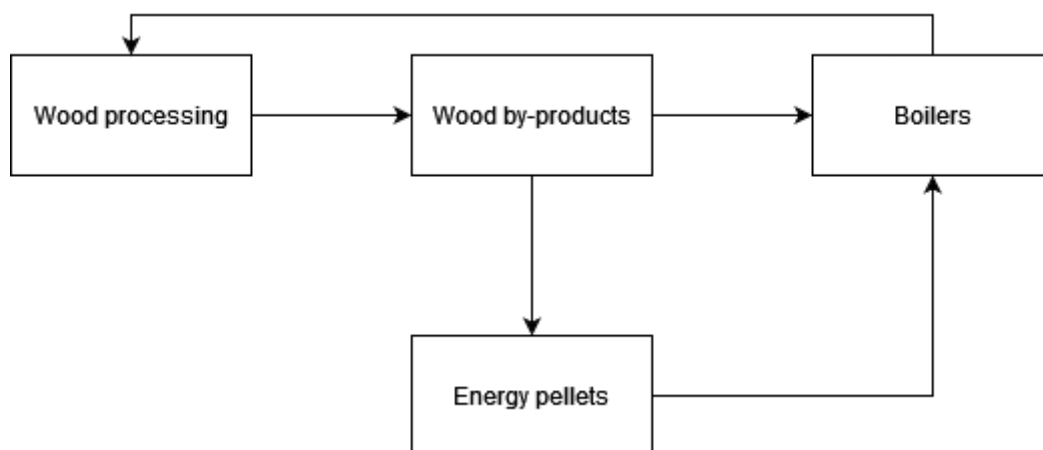 Wood processing
Wood by-products
Boilers
Energy pellets